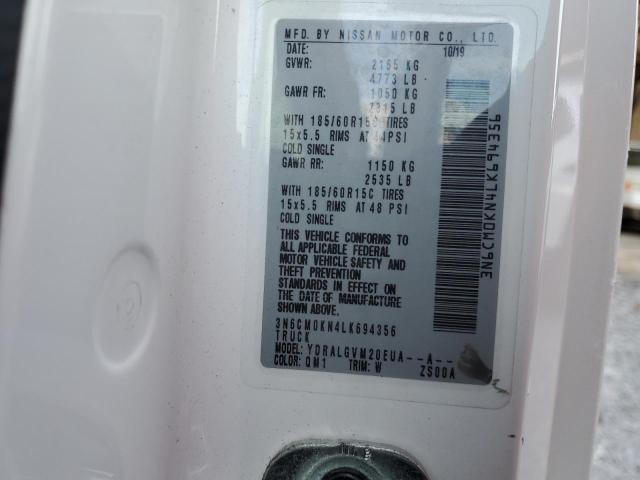 MFD. BY NISSAN MOTOR CO., LTD.
DATE: 10/19
GVWR: 2165 KG
4773 LB
GAWR FR: 1050 KG
2315 LB
WITH 185/60R15C TIRES
15x5.5 RIMS AT 44PSI
COLD SINGLE
GAWR RR: 1150 KG
2535 LB
WITH 185/60R15C TIRES
15x5.5 RIMS AT 48 PSI
COLD SINGLE
THIS VEHICLE CONFORMS TO
ALL APPLICABLE FEDERAL
MOTOR VEHICLE SAFETY AND
THEFT PREVENTION
STANDARDS IN EFFECT ON
THE DATE OF MANUFACTURE
SHOWN ABOVE.
3N6CM0KN4LK694356
TRUCK
MODEL: YDRALGVM20EUA--A--
COLOR: QM1 TRIM: W ZS00A
3N6CM0KN4LK694356